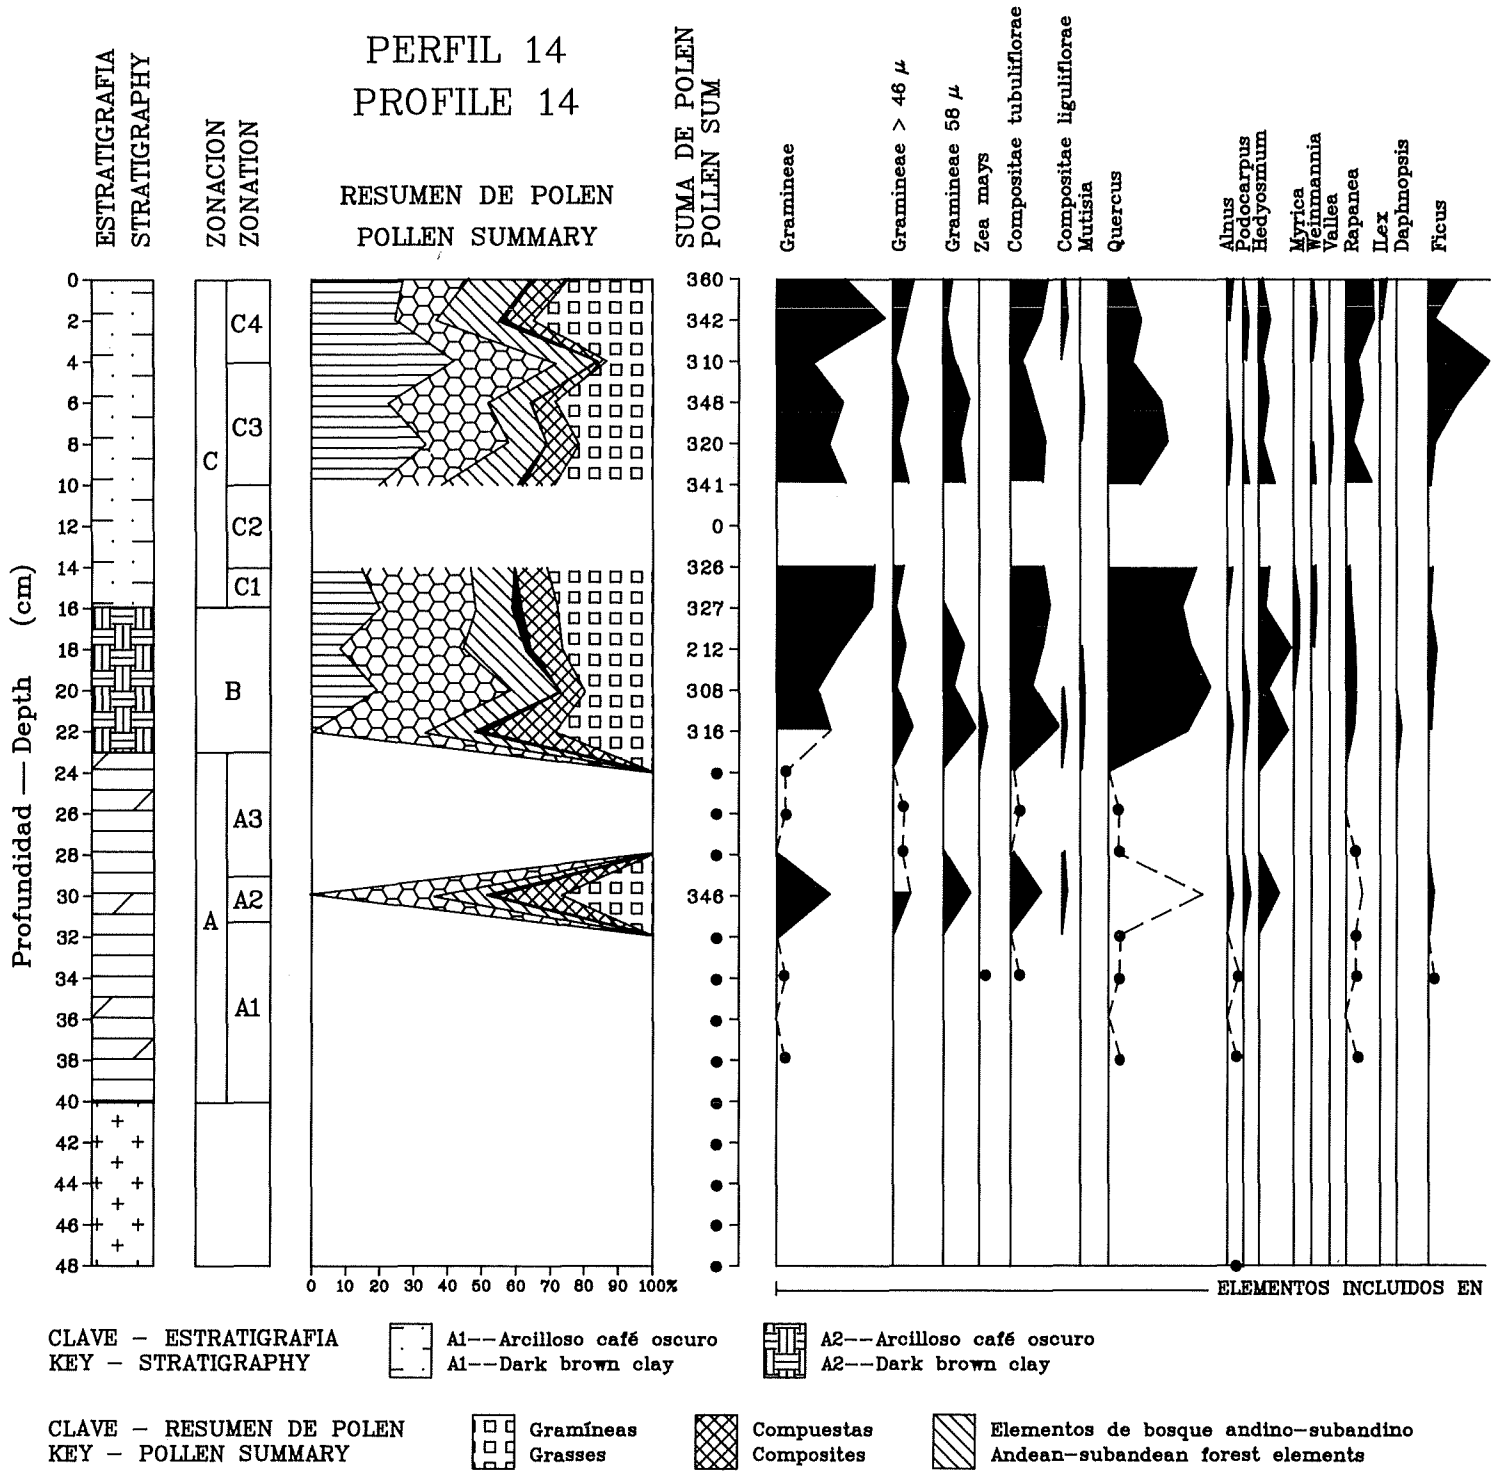 PERFIL 14
PROFILE 14
RESUMEN DE POLEN
POLLEN SUMMARY
ESTRATIGRAFIA
STRATIGRAPHY
ZONACION
ZONATION
SUMA DE POLEN
POLLEN SUM
Gramineae
Gramineae > 46 μ
Gramineae 58 μ
Zea mays
Compositae tubuliflorae
Compositae liguliflorae
Mutisia
Quercus
Alnus
Podocarpus
Hedyosmum
Myrica
Weinmannia
Vallea
Rapanea
ILex
Daphnopsis
Ficus
Profundidad — Depth (cm)
0
2
4
6
8
10
12
14
16
18
20
22
24
26
28
30
32
34
36
38
40
42
44
46
48
C
B
A
C4
C3
C2
C1
A3
A2
A1
360
342
310
348
320
341
0
326
327
212
308
316
346
0 10 20 30 40 50 60 70 80 90 100%
ELEMENTOS INCLUIDOS EN
CLAVE – ESTRATIGRAFIA
KEY – STRATIGRAPHY
A1--Arcilloso café oscuro
A1--Dark brown clay
A2--Arcilloso café oscuro
A2--Dark brown clay
CLAVE – RESUMEN DE POLEN
KEY – POLLEN SUMMARY
Gramíneas
Grasses
Compuestas
Composites
Elementos de bosque andino-subandino
Andean-subandean forest elements